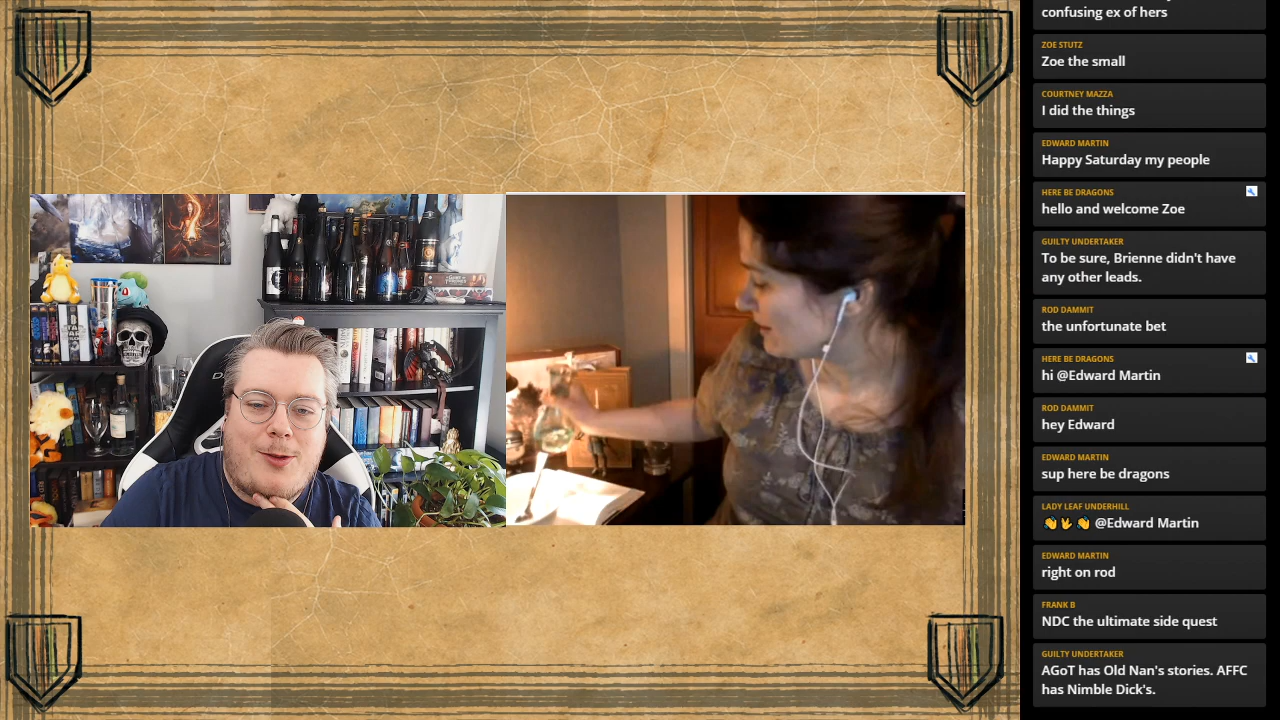 confusing ex of hers
ZOE STUTZ
Zoe the small
COURTNEY MAZZA
I did the things
EDWARD MARTIN
Happy Saturday my people
HERE BE DRAGONS
hello and welcome Zoe
GUILTY UNDERTAKER
To be sure, Brienne didn't have
any other leads.
ROD DAMMIT
the unfortunate bet
HERE BE DRAGONS
hi @Edward Martin
ROD DAMMIT
hey Edward
EDWARD MARTIN
sup here be dragons
LADY LEAF UNDERHILL
👏🤟👏 @Edward Martin
EDWARD MARTIN
right on rod
FRANK B
NDC the ultimate side quest
GUILTY UNDERTAKER
AGoT has Old Nan's stories. AFFC
has Nimble Dick's.